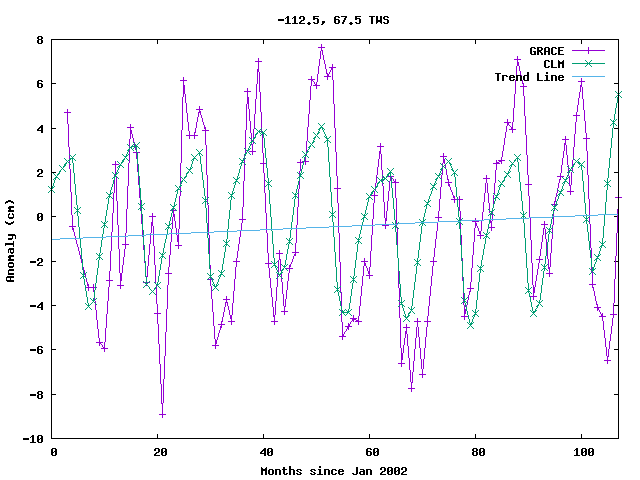 -112.5, 67.5 TWS
GRACE
CLM
Trend Line
8
6
4
2
0
-2
-4
-6
-8
-10
Anomaly (cm)
0 20 40 60 80 100
Months since Jan 2002